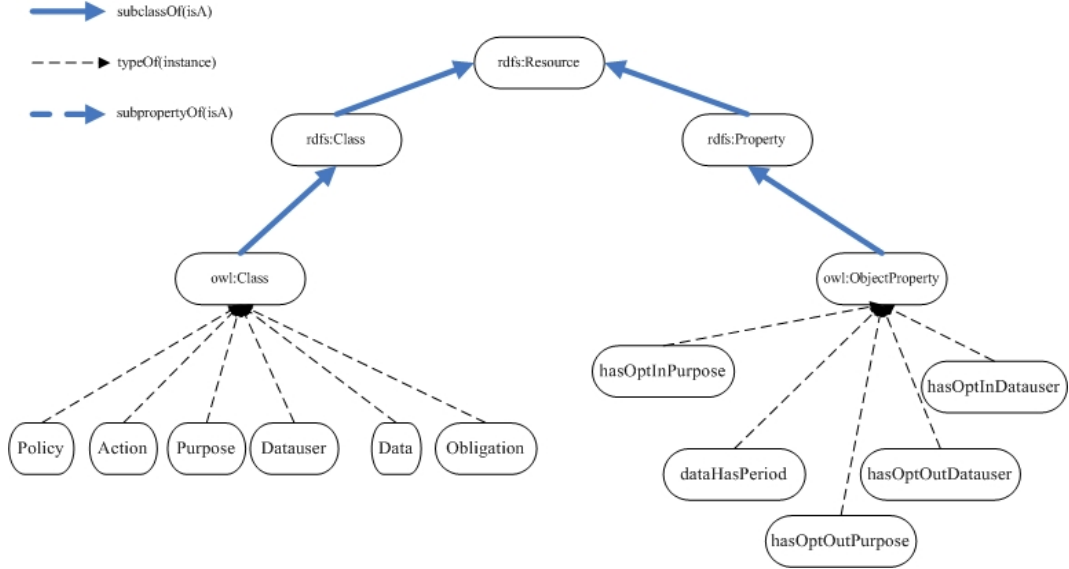 subclassOf(isA)
typeOf(instance)
subpropertyOf(isA)
rdfs:Resource
rdfs:Class
rdfs:Property
owl:Class
owl:ObjectProperty
hasOptInPurpose
hasOptInDatauser
Policy
Action
Purpose
Datauser
Data
Obligation
dataHasPeriod
hasOptOutDatauser
hasOptOutPurpose